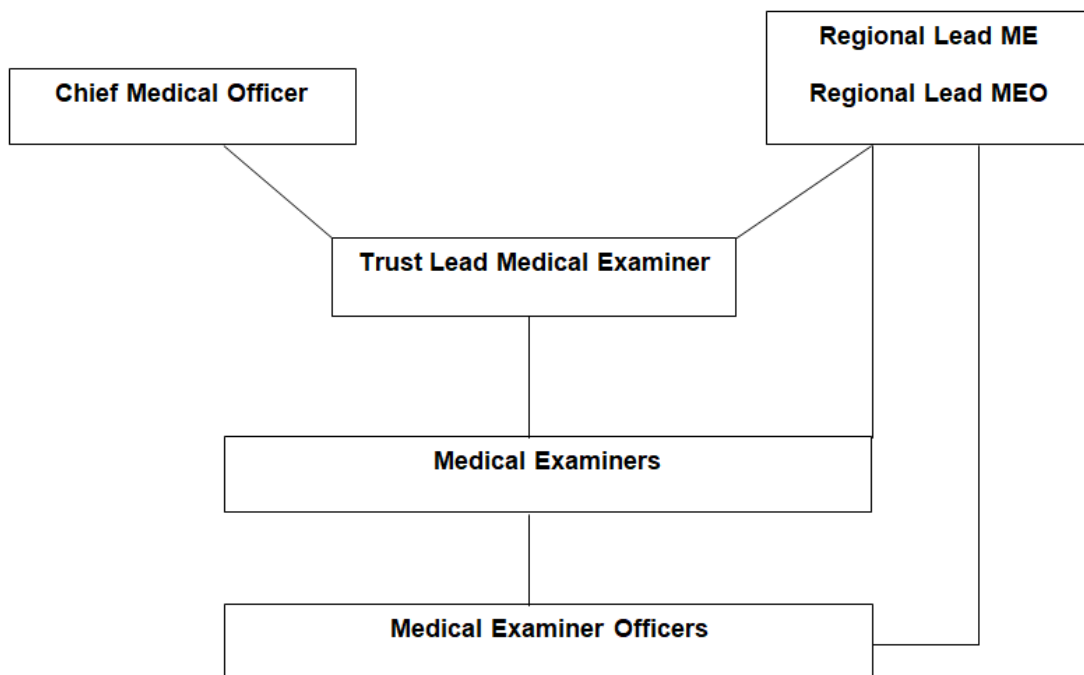 Regional Lead ME
Regional Lead MEO
Chief Medical Officer
Trust Lead Medical Examiner
Medical Examiners
Medical Examiner Officers